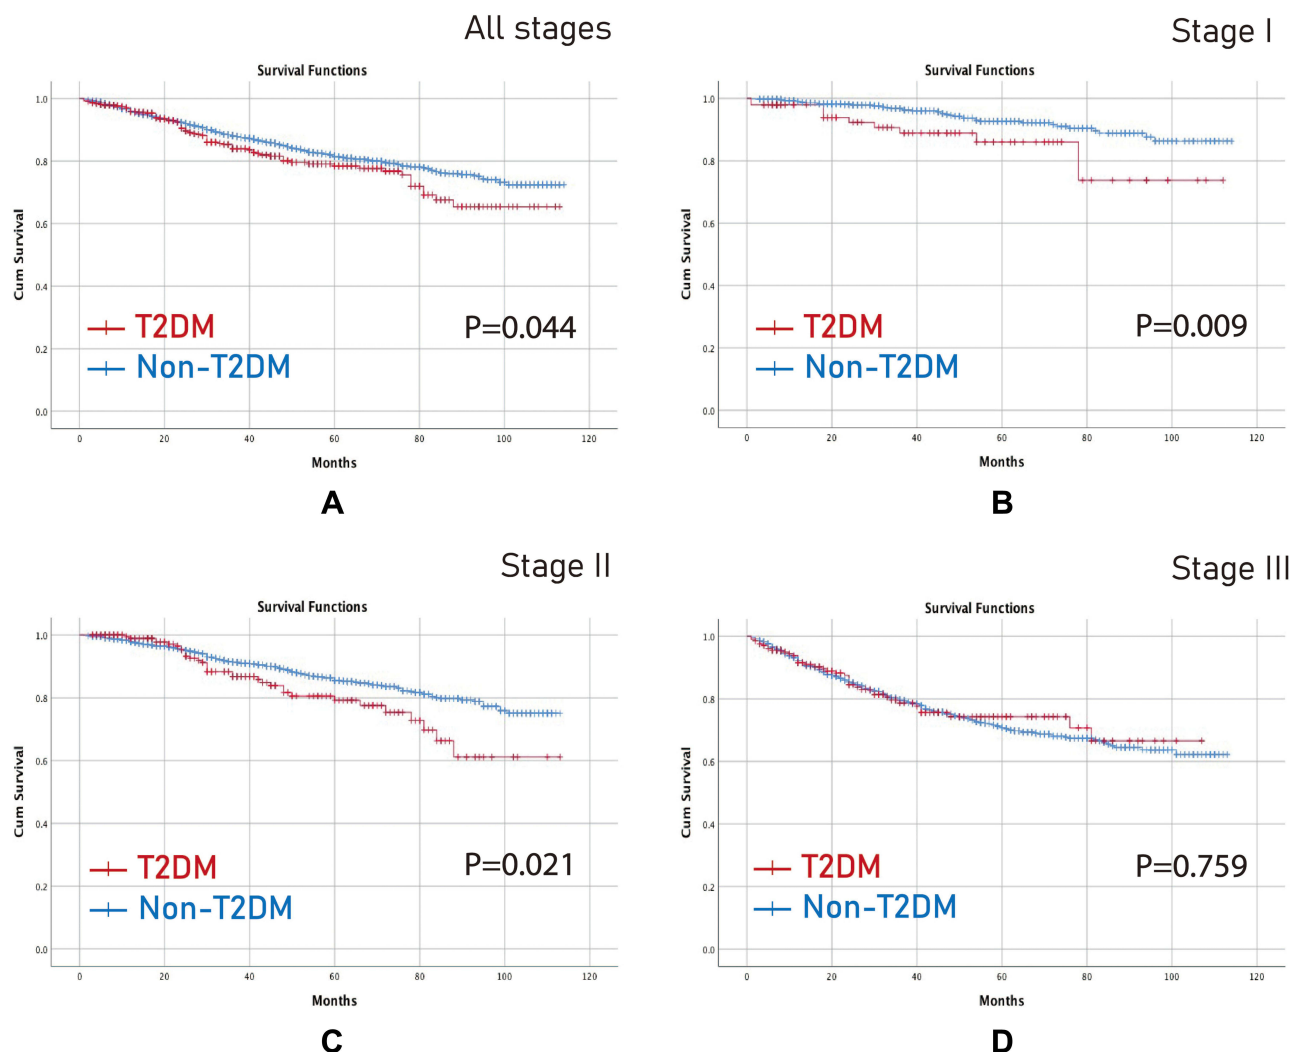 All stages
Survival Functions
1.0
0.8
0.6
0.4
0.2
0.0
Cum Survival
T2DM
Non-T2DM
P=0.044
0 20 40 60 80 100 120
Months
A
Stage I
Survival Functions
1.0
0.8
0.6
0.4
0.2
0.0
Cum Survival
T2DM
Non-T2DM
P=0.009
0 20 40 60 80 100 120
Months
B
Stage II
Survival Functions
1.0
0.8
0.6
0.4
0.2
0.0
Cum Survival
T2DM
Non-T2DM
P=0.021
0 20 40 60 80 100 120
Months
C
Stage III
Survival Functions
1.0
0.8
0.6
0.4
0.2
0.0
Cum Survival
T2DM
Non-T2DM
P=0.759
0 20 40 60 80 100 120
Months
D